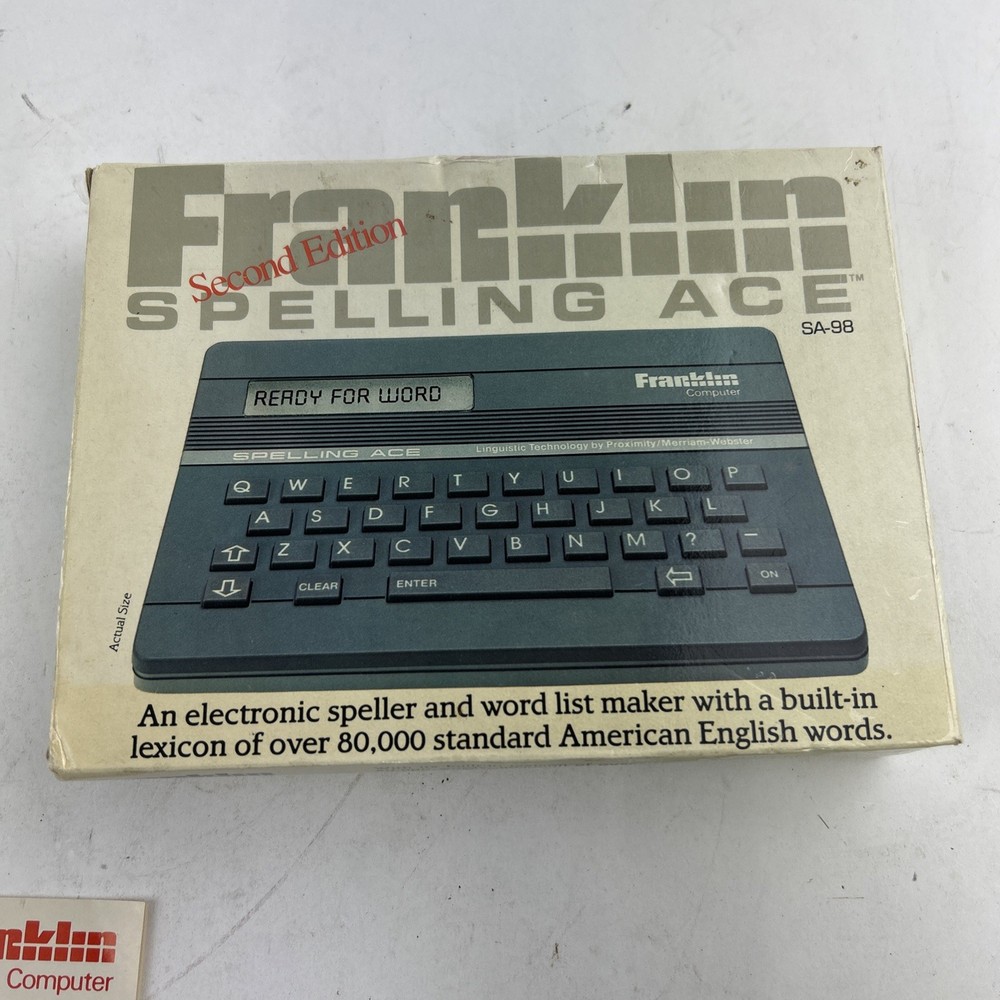 Franklin
Second Edition
SPELLING ACE™
SA-98
READY FOR WORD
Franklin
Computer
SPELLING ACE
Linguistic Technology by Proximity/Merriam-Webster
Q W E R T Y U I O P
A S D F G H J K L
⇧ Z X C V B N M ? –
⇩ CLEAR ENTER ⇦ ON
Actual Size
An electronic speller and word list maker with a built-in
lexicon of over 80,000 standard American English words.
nklin
Computer